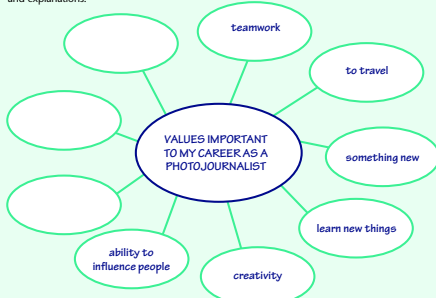 and explanations.
teamwork
to travel
VALUES IMPORTANT
TO MY CAREER AS A
PHOTOJOURNALIST
something new
learn new things
ability to
influence people
creativity